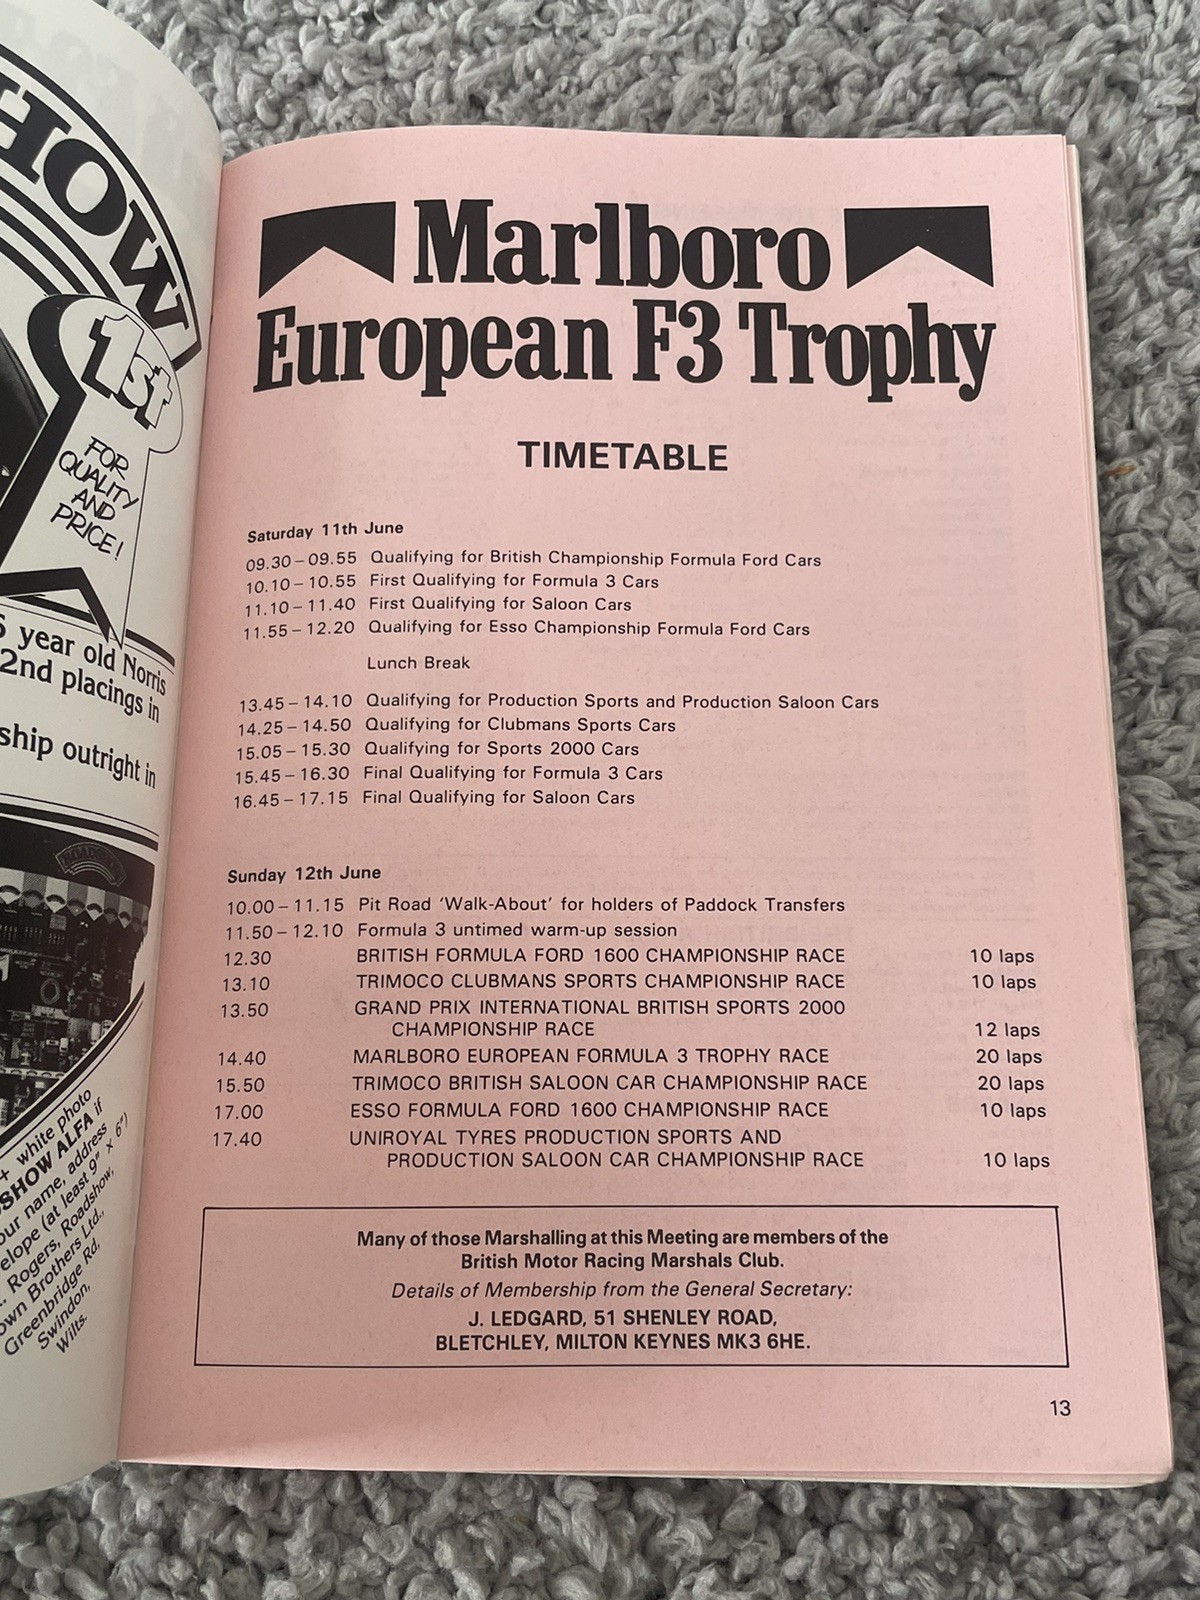 HOW
1st
FOR
QUALITY
AND
PRICE!
year old Norris
2nd placings in
ship outright in
+ white photo
SHOW ALFA if
our name, address
elope (at least 9" x 6")
Rogers, Roadshow,
own Brothers Ltd.,
Greenbridge Rd,
Swindon,
Wilts.
Marlboro
European F3 Trophy
TIMETABLE
Saturday 11th June
09.30 – 09.55 Qualifying for British Championship Formula Ford Cars
10.10 – 10.55 First Qualifying for Formula 3 Cars
11.10 – 11.40 First Qualifying for Saloon Cars
11.55 – 12.20 Qualifying for Esso Championship Formula Ford Cars
Lunch Break
13.45 – 14.10 Qualifying for Production Sports and Production Saloon Cars
14.25 – 14.50 Qualifying for Clubmans Sports Cars
15.05 – 15.30 Qualifying for Sports 2000 Cars
15.45 – 16.30 Final Qualifying for Formula 3 Cars
16.45 – 17.15 Final Qualifying for Saloon Cars
Sunday 12th June
10.00 – 11.15 Pit Road ‘Walk-About’ for holders of Paddock Transfers
11.50 – 12.10 Formula 3 untimed warm-up session
12.30 BRITISH FORMULA FORD 1600 CHAMPIONSHIP RACE 10 laps
13.10 TRIMOCO CLUBMANS SPORTS CHAMPIONSHIP RACE 10 laps
13.50 GRAND PRIX INTERNATIONAL BRITISH SPORTS 2000
CHAMPIONSHIP RACE 12 laps
14.40 MARLBORO EUROPEAN FORMULA 3 TROPHY RACE 20 laps
15.50 TRIMOCO BRITISH SALOON CAR CHAMPIONSHIP RACE 20 laps
17.00 ESSO FORMULA FORD 1600 CHAMPIONSHIP RACE 10 laps
17.40 UNIROYAL TYRES PRODUCTION SPORTS AND
PRODUCTION SALOON CAR CHAMPIONSHIP RACE 10 laps
Many of those Marshalling at this Meeting are members of the
British Motor Racing Marshals Club.
Details of Membership from the General Secretary:
J. LEDGARD, 51 SHENLEY ROAD,
BLETCHLEY, MILTON KEYNES MK3 6HE.
13